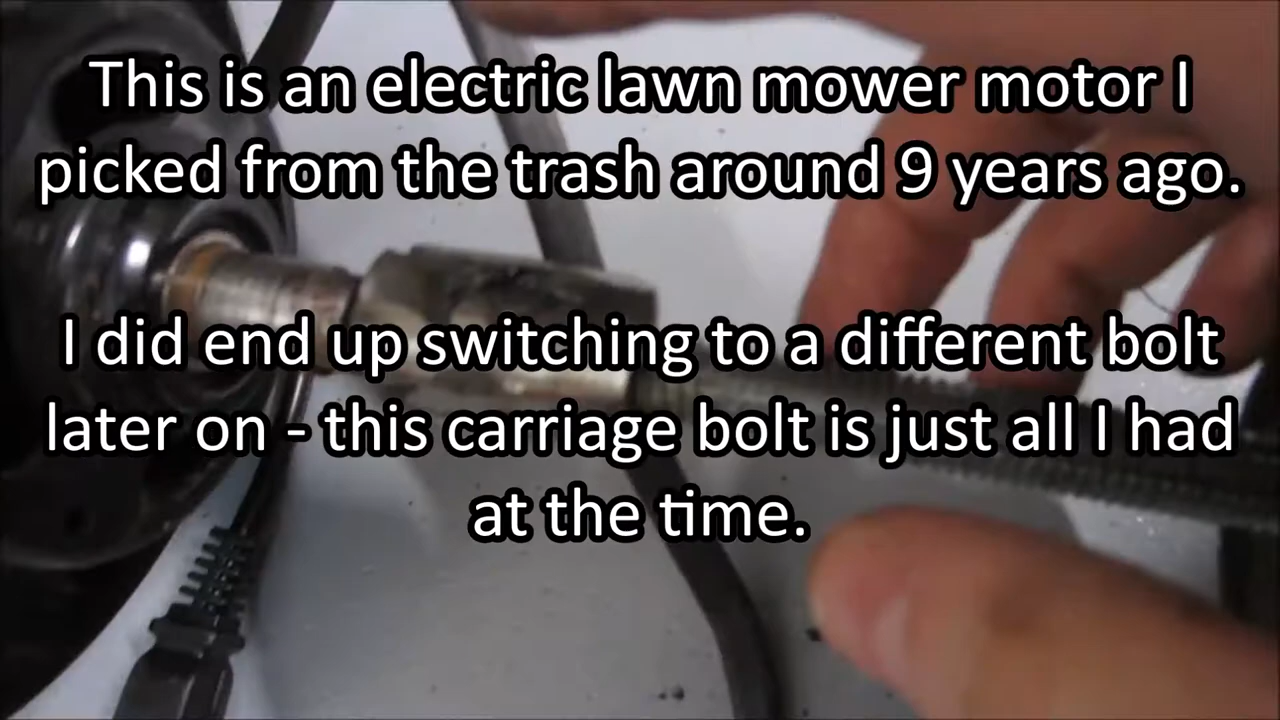 This is an electric lawn mower motor I
picked from the trash around 9 years ago.
I did end up switching to a different bolt
later on - this carriage bolt is just all I had
at the time.